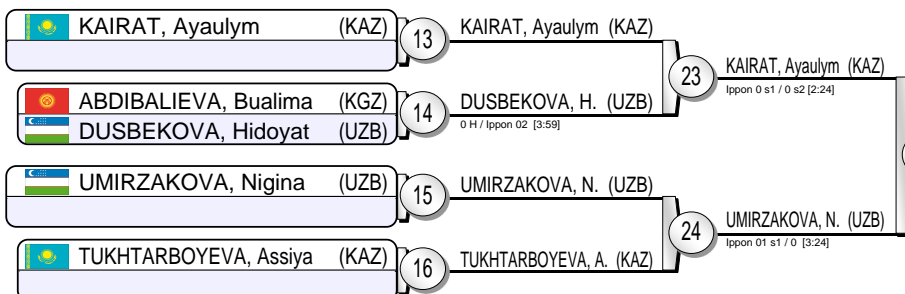 KAIRAT, Ayaulym (KAZ)
13
KAIRAT, Ayaulym (KAZ)
ABDIBALIEVA, Bualima (KGZ)
DUSBEKOVA, Hidoyat (UZB)
14
DUSBEKOVA, H. (UZB)
0 H / Ippon 02 [3:59]
23
KAIRAT, Ayaulym (KAZ)
Ippon 0 s1 / 0 s2 [2:24]
UMIRZAKOVA, Nigina (UZB)
15
UMIRZAKOVA, N. (UZB)
TUKHTARBOYEVA, Assiya (KAZ)
16
TUKHTARBOYEVA, A. (KAZ)
24
UMIRZAKOVA, N. (UZB)
Ippon 01 s1 / 0 [3:24]